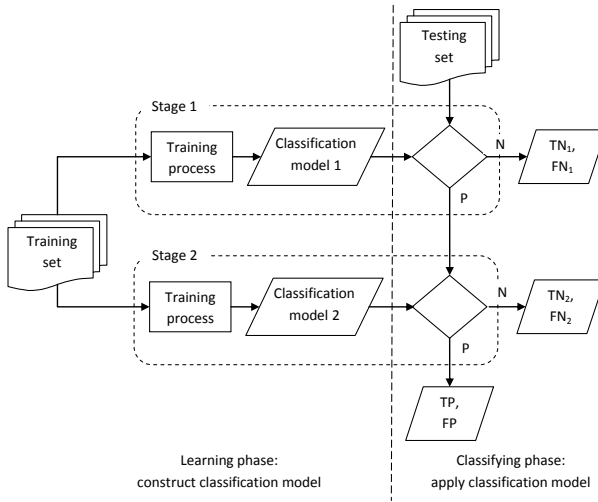 Testing
set
Stage 1
Training
process
Classification
model 1
N
TN₁,
FN₁
P
Training
set
Stage 2
Training
process
Classification
model 2
N
TN₂,
FN₂
P
TP,
FP
Learning phase:
construct classification model
Classifying phase:
apply classification model